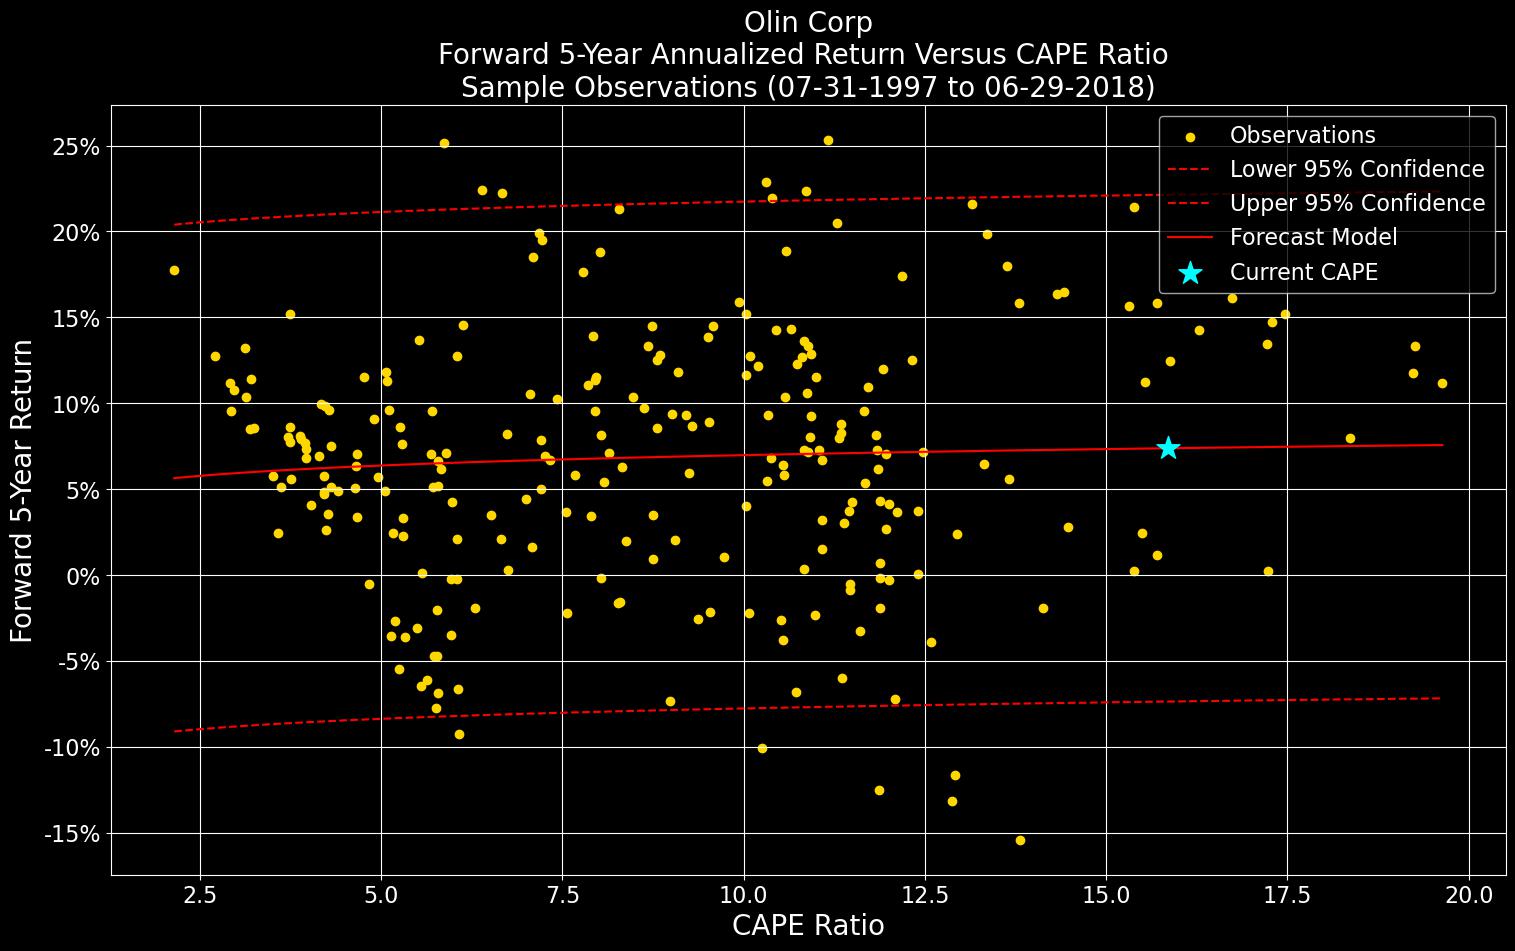 Olin Corp
Forward 5-Year Annualized Return Versus CAPE Ratio
Sample Observations (07-31-1997 to 06-29-2018)
Observations
Lower 95% Confidence
Upper 95% Confidence
Forecast Model
Current CAPE
Forward 5-Year Return
25%
20%
15%
10%
5%
0%
-5%
-10%
-15%
2.5 5.0 7.5 10.0 12.5 15.0 17.5 20.0
CAPE Ratio